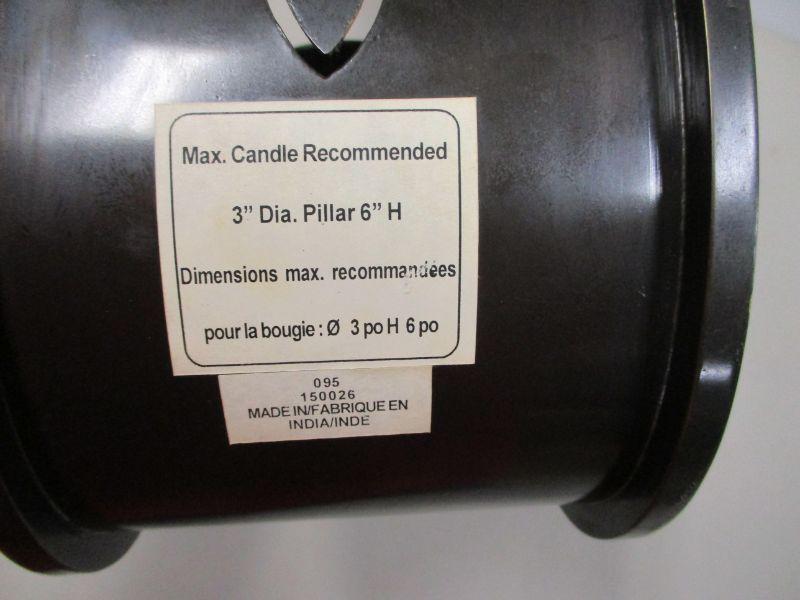 Max. Candle Recommended
3” Dia. Pillar 6” H
Dimensions max. recommandées
pour la bougie : Ø 3 po H 6 po
095
150026
MADE IN/FABRIQUE EN
INDIA/INDE